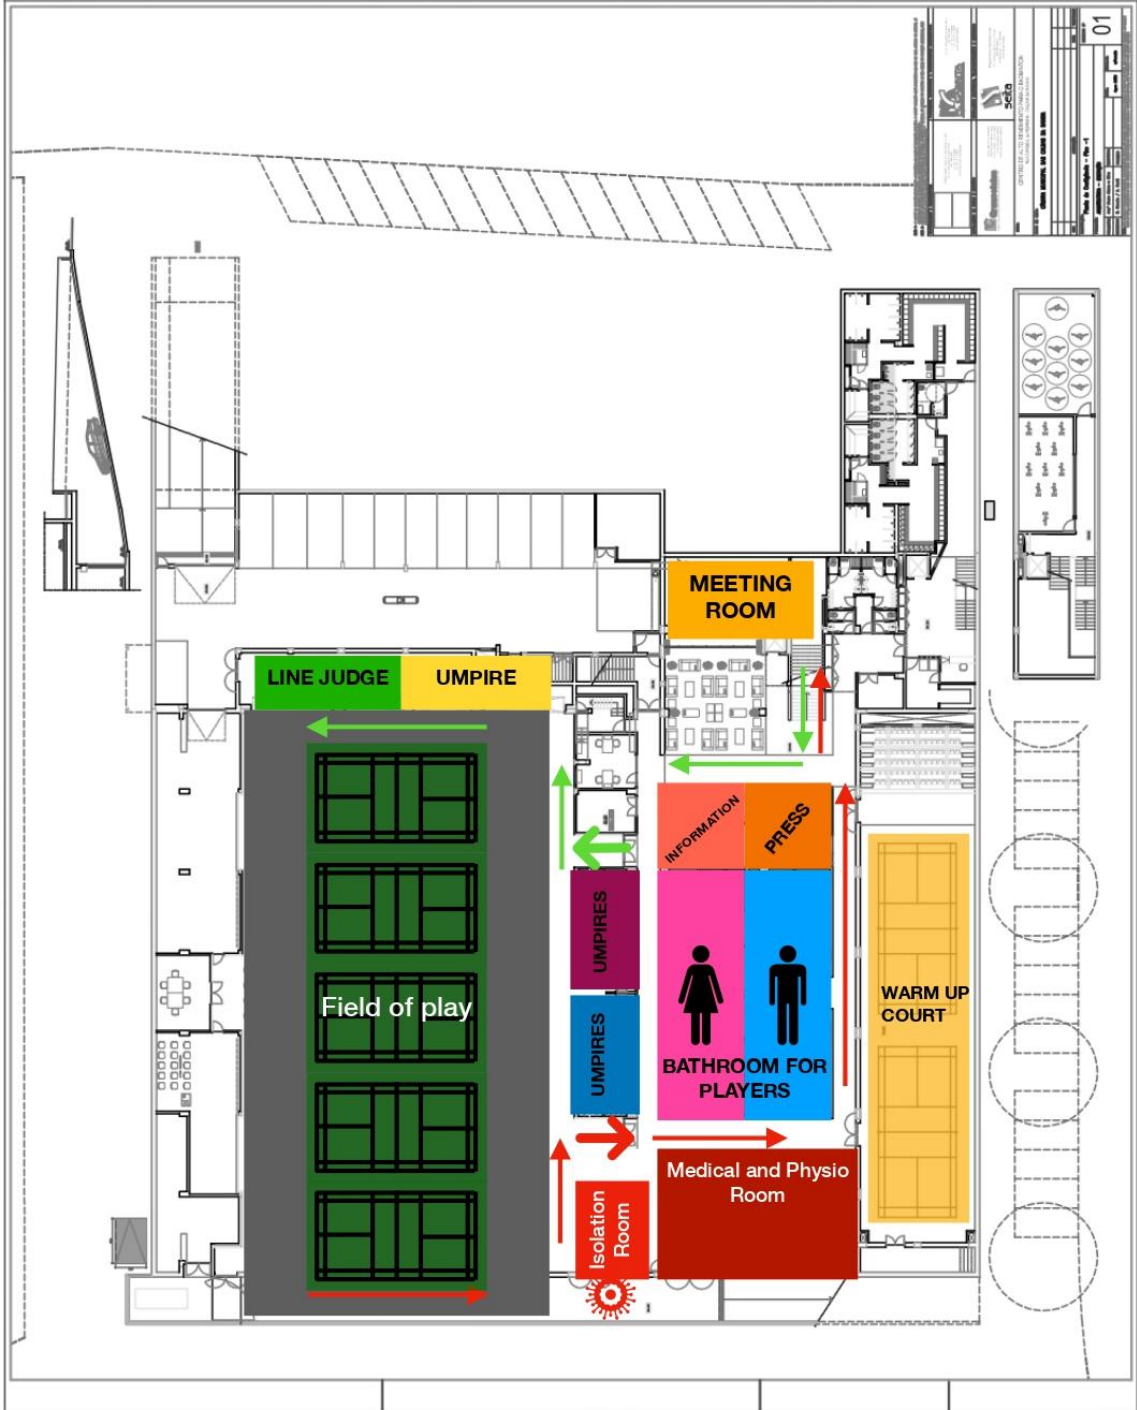 01
seita
MEETING
ROOM
LINE JUDGE
UMPIRE
INFORMATION
PRESS
UMPIRES
Field of play
WARM UP
COURT
UMPIRES
BATHROOM FOR
PLAYERS
Medical and Physio
Room
Isolation
Room